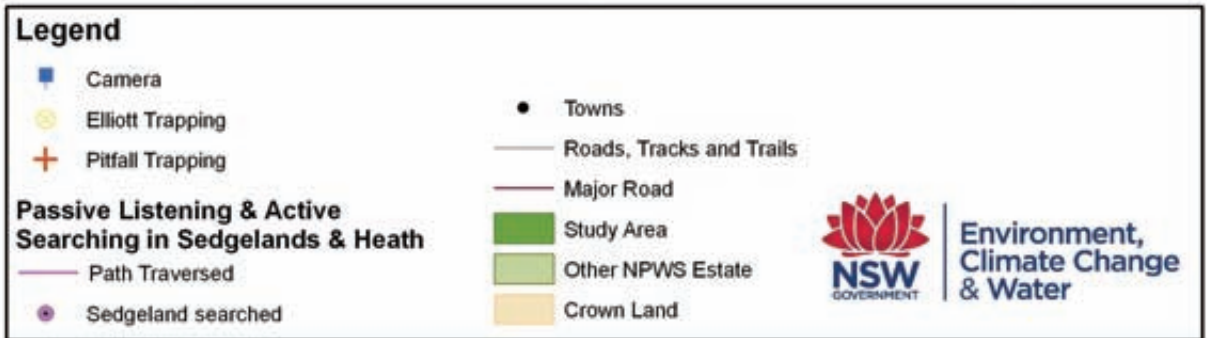 Legend
Camera
Elliott Trapping
Pitfall Trapping
Passive Listening & Active
Searching in Sedgelands & Heath
Path Traversed
Sedgeland searched
Towns
Roads, Tracks and Trails
Major Road
Study Area
Other NPWS Estate
Crown Land
NSW
GOVERNMENT
Environment,
Climate Change
& Water